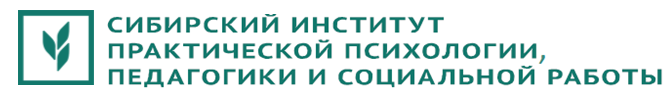 СИБИРСКИЙ ИНСТИТУТ
ПРАКТИЧЕСКОЙ ПСИХОЛОГИИ,
ПЕДАГОГИКИ И СОЦИАЛЬНОЙ РАБОТЫ